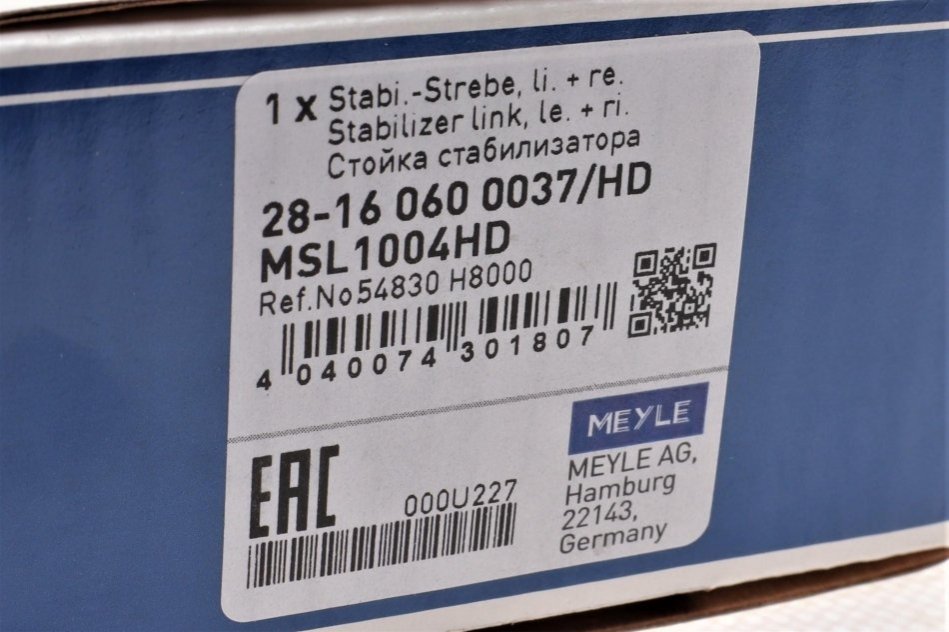 1 x Stabi.-Strebe, li. + re.
Stabilizer link, le. + ri.
Стойка стабилизатора
28-16 060 0037/HD
MSL1004HD
Ref.No54830 H8000
4 040074 301807
MEYLE
EAC
000U227
MEYLE AG,
Hamburg
22143,
Germany